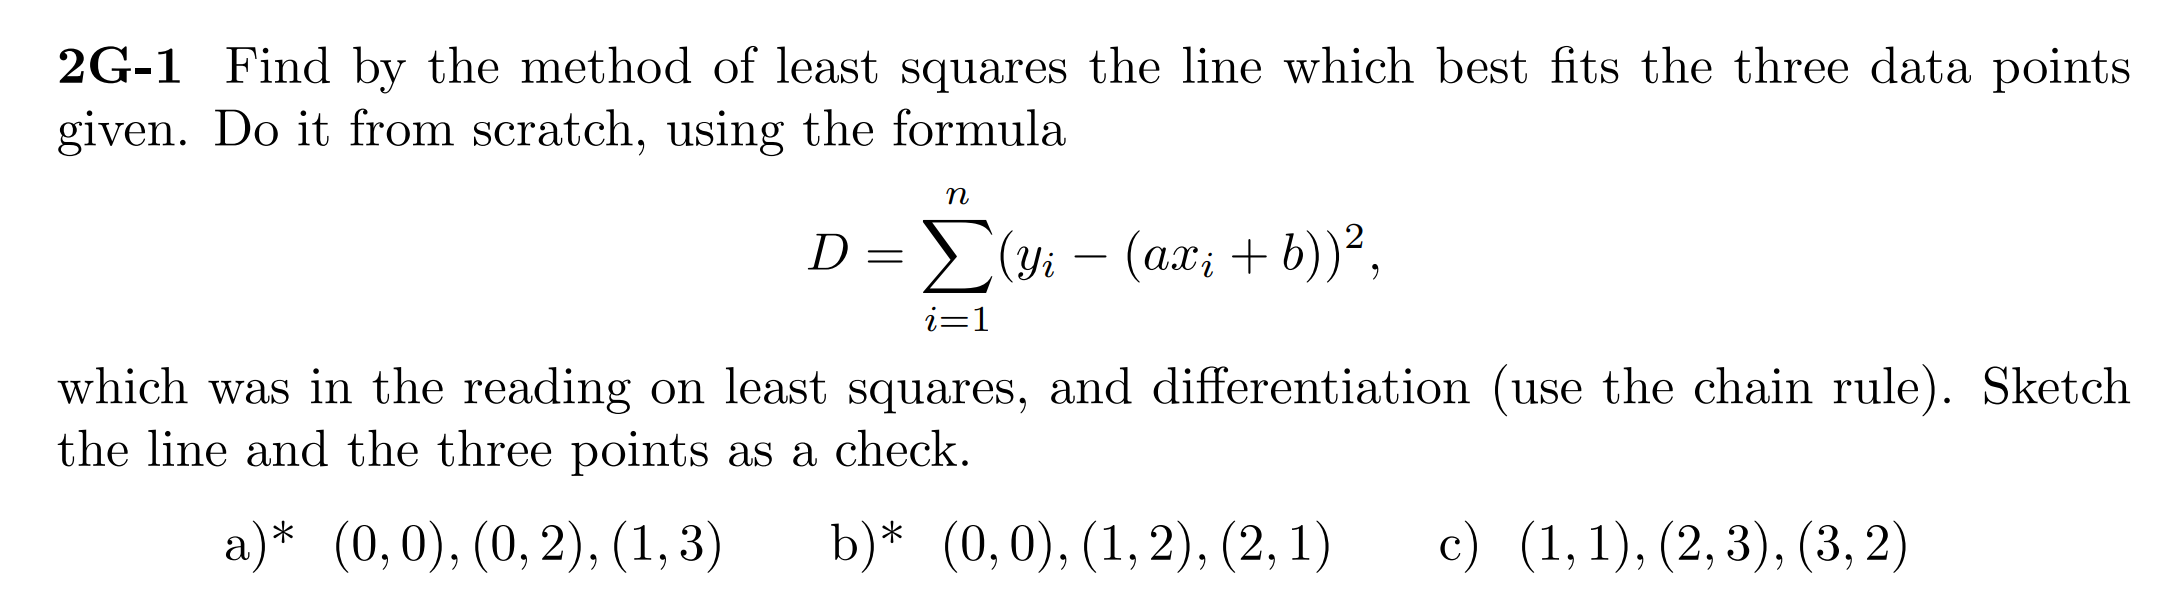 2G-1 Find by the method of least squares the line which best fits the three data points
given. Do it from scratch, using the formula
D = \sum_{i=1}^{n} (y_i − (ax_i + b))^2,
which was in the reading on least squares, and differentiation (use the chain rule). Sketch
the line and the three points as a check.
a)* (0, 0), (0, 2), (1, 3) b)* (0, 0), (1, 2), (2, 1) c) (1, 1), (2, 3), (3, 2)